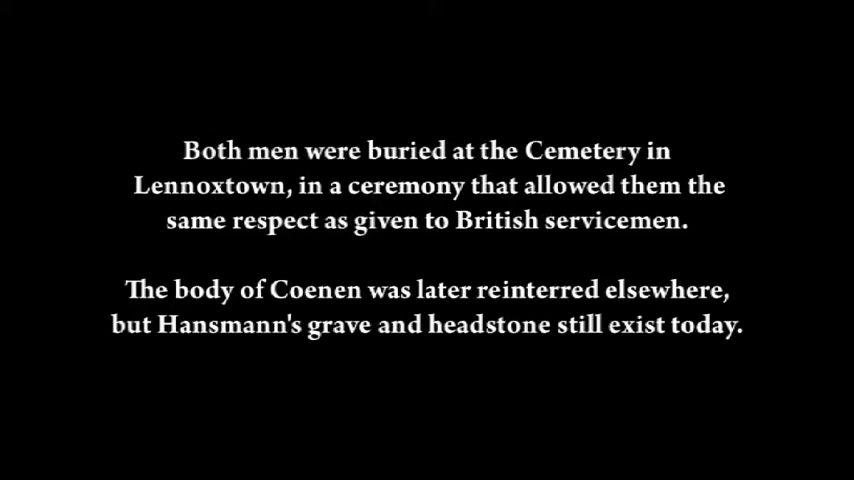 Both men were buried at the Cemetery in
Lennoxtown, in a ceremony that allowed them the
same respect as given to British servicemen.
The body of Coenen was later reinterred elsewhere,
but Hansmann's grave and headstone still exist today.